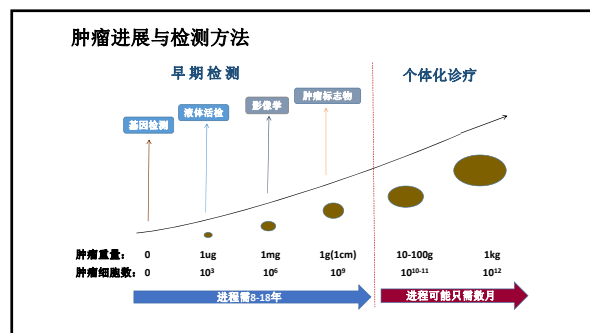 肿瘤进展与检测方法
早期检测
个体化诊疗
肿瘤标志物
影像学
液体活检
基因检测
肿瘤重量： 0 1ug 1mg 1g(1cm) 10-100g 1kg
肿瘤细胞数： 0 10³ 10⁶ 10⁹ 10¹⁰⁻¹¹ 10¹²
进程需8-18年
进程可能只需数月